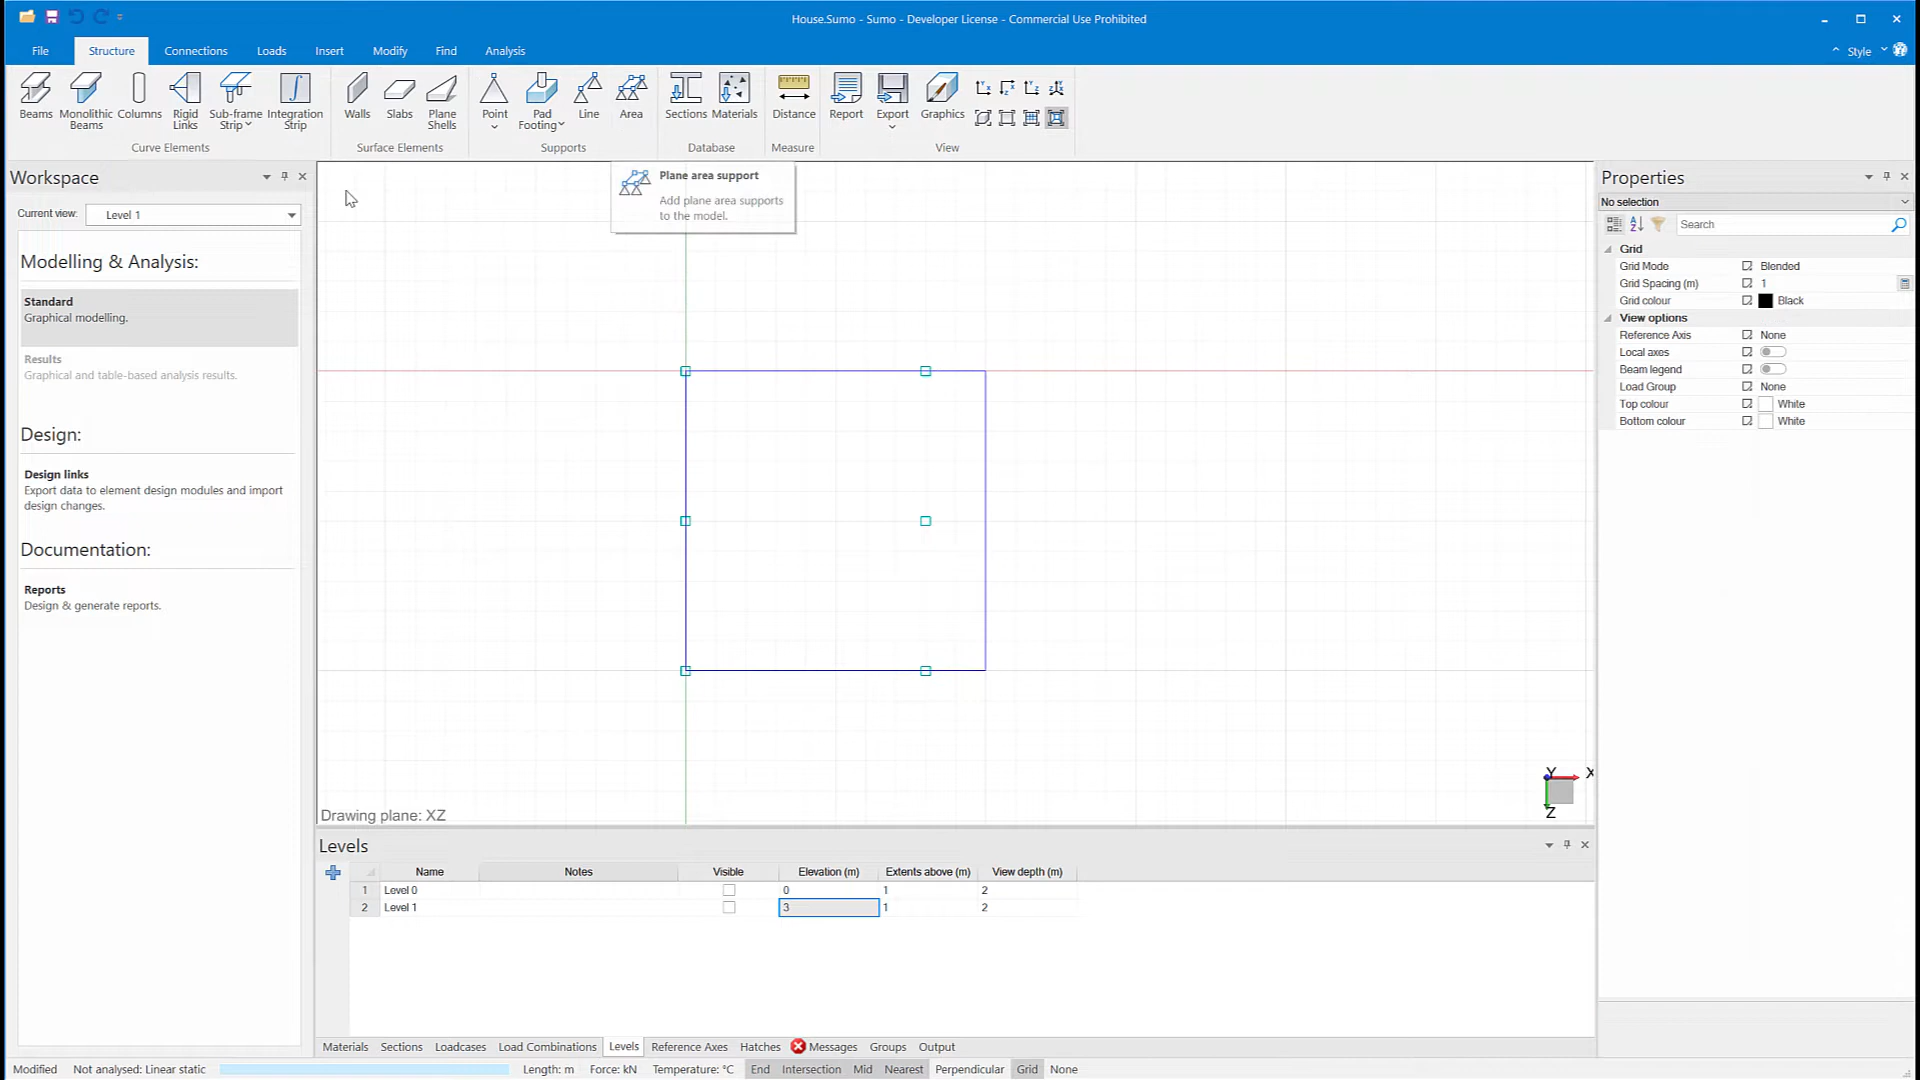 House.Sumo - Sumo - Developer License - Commercial Use Prohibited
File Structure Connections Loads Insert Modify Find Analysis Style
Beams
Monolithic
Beams
Columns
Rigid
Links
Sub-frame
Strip
Integration
Strip
Walls
Slabs
Plane
Shells
Point
Pad
Footing
Line
Area
Sections
Materials
Distance
Report
Export
Graphics
Curve Elements Surface Elements Supports Database Measure View
Workspace
Current view: Level 1
Modelling & Analysis:
Standard
Graphical modelling.
Results
Graphical and table-based analysis results.
Design:
Design links
Export data to element design modules and import
design changes.
Documentation:
Reports
Design & generate reports.
Plane area support
Add plane area supports
to the model.
Drawing plane: XZ
Y
X
Z
Properties
No selection
Search
Grid
Grid Mode Blended
Grid Spacing (m) 1
Grid colour Black
View options
Reference Axis None
Local axes
Beam legend
Load Group None
Top colour White
Bottom colour White
Levels
Name Notes Visible Elevation (m) Extents above (m) View depth (m)
1 Level 0 0 1 2
2 Level 1 3 1 2
Materials Sections Loadcases Load Combinations Levels Reference Axes Hatches Messages Groups Output
Modified Not analysed: Linear static Length: m Force: kN Temperature: °C End Intersection Mid Nearest Perpendicular Grid None